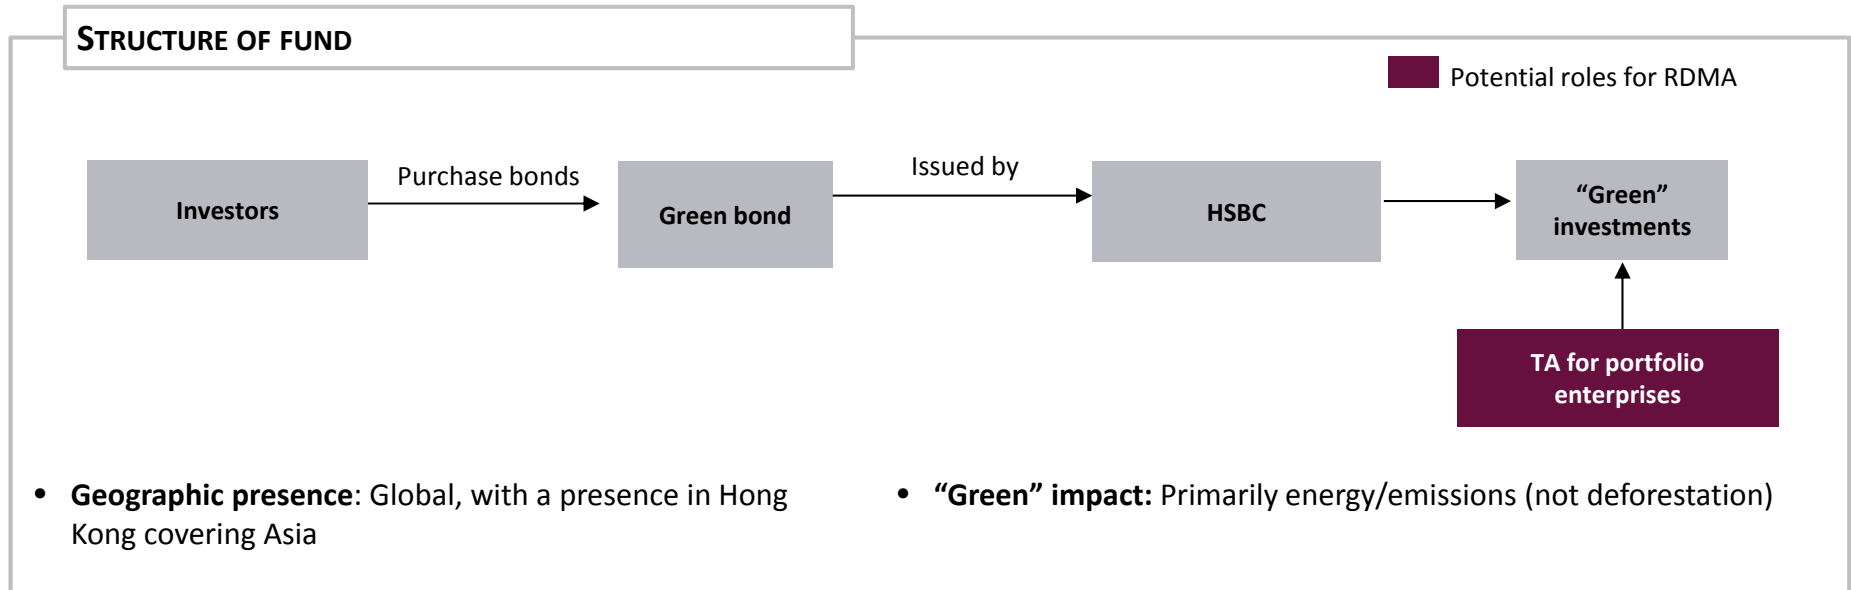 STRUCTURE OF FUND
Potential roles for RDMA
Investors
Purchase bonds
Green bond
Issued by
HSBC
“Green”
investments
TA for portfolio
enterprises
• Geographic presence: Global, with a presence in Hong
Kong covering Asia
• “Green” impact: Primarily energy/emissions (not deforestation)